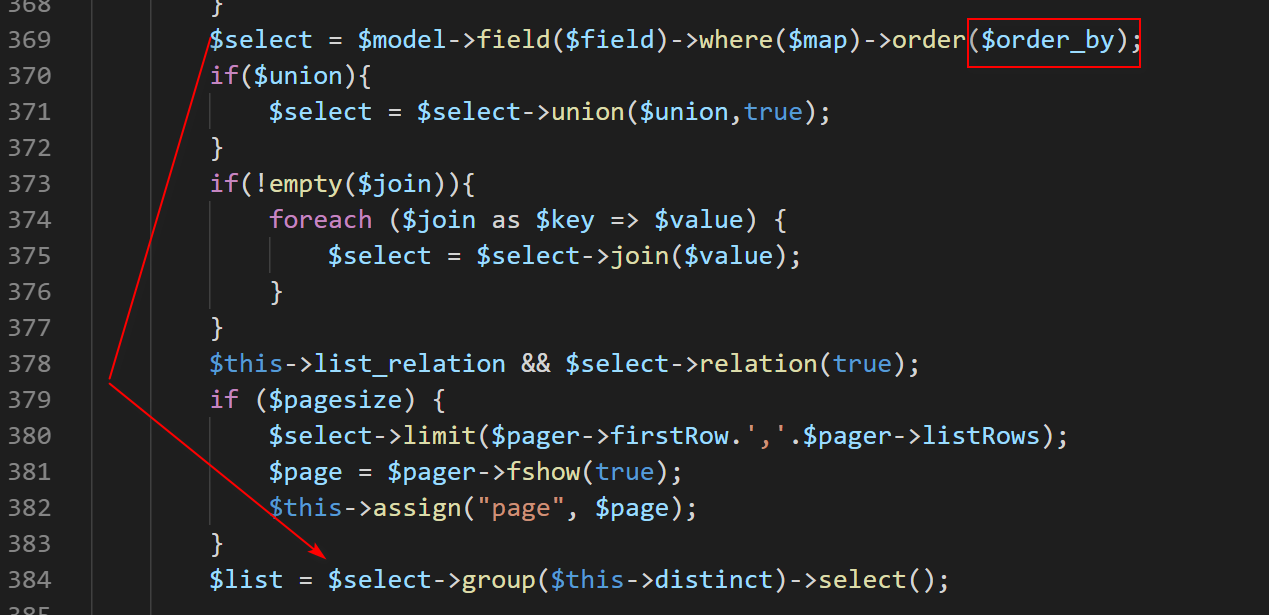 368 }
369 $select = $model->field($field)->where($map)->order($order_by);
370 if($union){
371 $select = $select->union($union,true);
372 }
373 if(!empty($join)){
374 foreach ($join as $key => $value) {
375 $select = $select->join($value);
376 }
377 }
378 $this->list_relation && $select->relation(true);
379 if ($pagesize) {
380 $select->limit($pager->firstRow.','.$pager->listRows);
381 $page = $pager->fshow(true);
382 $this->assign("page", $page);
383 }
384 $list = $select->group($this->distinct)->select();
385